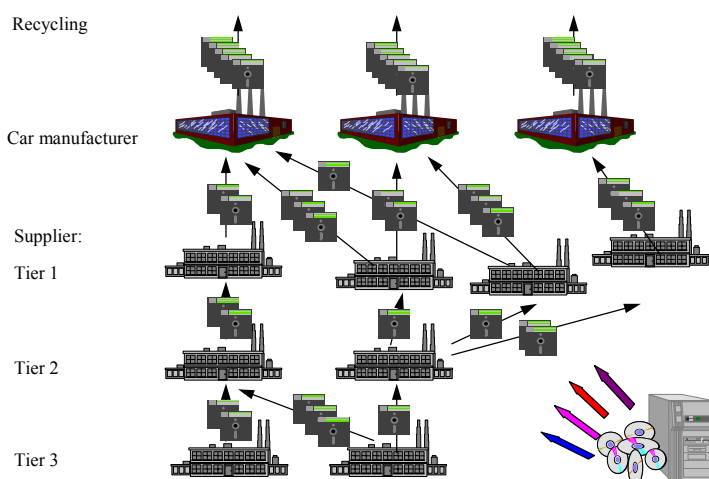 Recycling
Car manufacturer
Supplier:
Tier 1
Tier 2
Tier 3